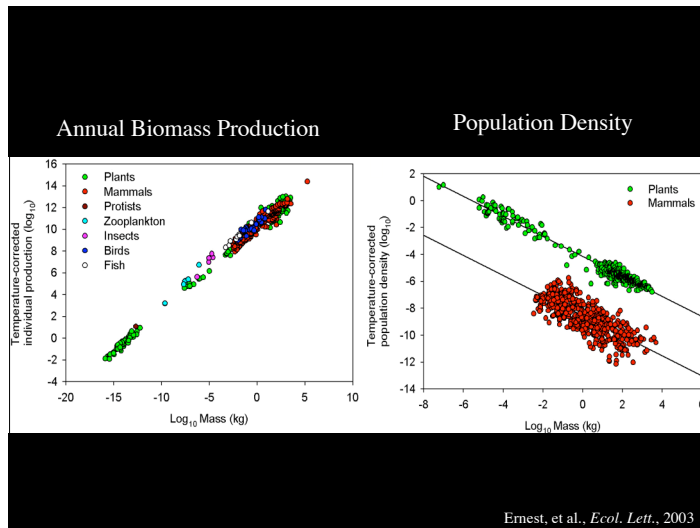 Annual Biomass Production
Population Density
Temperature-corrected
individual production (log10)
16
14
12
10
8
6
4
2
0
-2
-4
-20
-15
-10
-5
0
5
10
Log10 Mass (kg)
Plants
Mammals
Protists
Zooplankton
Insects
Birds
Fish
Temperature-corrected
population density (log10)
2
0
-2
-4
-6
-8
-10
-12
-14
-8
-6
-4
-2
0
2
4
6
Log10 Mass (kg)
Plants
Mammals
Ernest, et al., Ecol. Lett., 2003